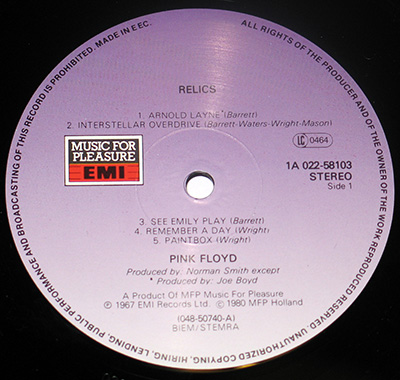 ALL RIGHTS OF THE PRODUCER AND OF THE OWNER OF THE WORK REPRODUCED RESERVED. UNAUTHORIZED COPYING, HIRING, LENDING, PUBLIC PERFORMANCE AND BROADCASTING OF THIS RECORD IS PROHIBITED. MADE IN EEC.
RELICS
1. ARNOLD LAYNE*(Barrett)
2. INTERSTELLAR OVERDRIVE (Barrett-Waters-Wright-Mason)
MUSIC FOR
PLEASURE
EMI
LC 0464
1A 022-58103
STEREO
Side 1
3. SEE EMILY PLAY (Barrett)
4. REMEMBER A DAY (Wright)
5. PAINTBOX (Wright)
PINK FLOYD
Produced by: Norman Smith except
* Produced by: Joe Boyd
A Product Of MFP Music For Pleasure
℗ 1967 EMI Records Ltd. © 1980 MFP Holland
(048-50740-A)
BIEM/STEMRA